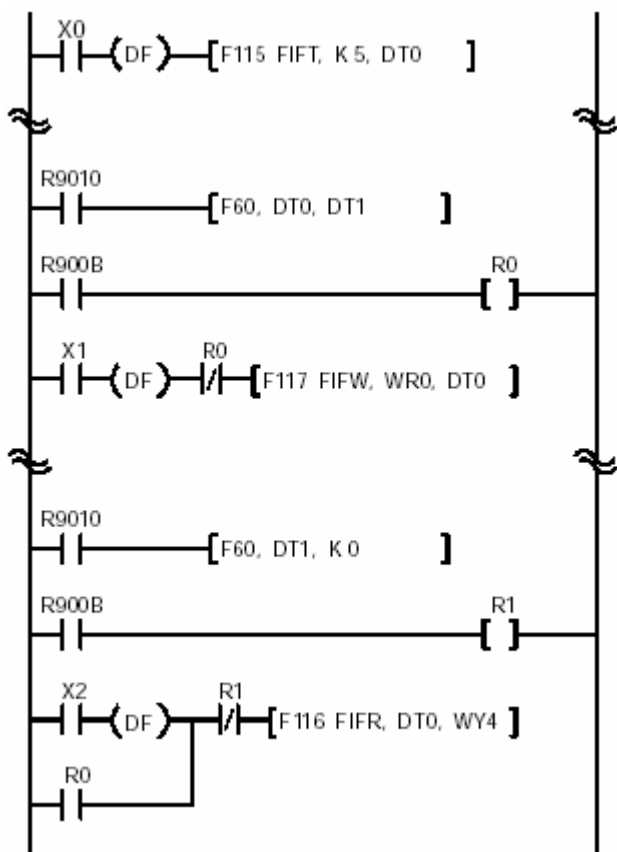 X0
(DF) [F115 FIFT, K 5, DT0 ]
R9010
[F60, DT0, DT1 ]
R900B R0
[ ]
X1 R0
(DF) [F117 FIFW, WR0, DT0 ]
R9010
[F60, DT1, K 0 ]
R900B R1
[ ]
X2 R1
(DF) [F116 FIFR, DT0, WY4 ]
R0